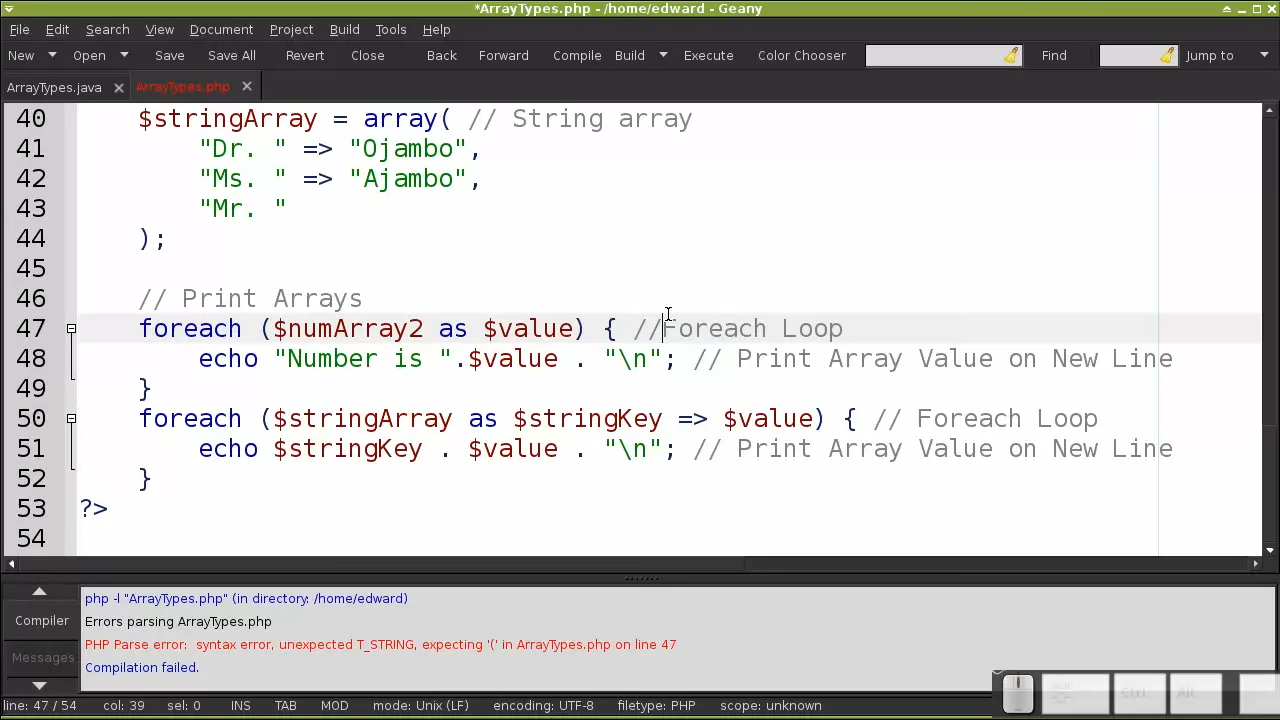 *ArrayTypes.php - /home/edward - Geany
File Edit Search View Document Project Build Tools Help
New Open Save Save All Revert Close Back Forward Compile Build Execute Color Chooser Find Jump to
ArrayTypes.java ArrayTypes.php
40 $stringArray = array( // String array
41 "Dr. " => "Ojambo",
42 "Ms. " => "Ajambo",
43 "Mr. "
44 );
45
46 // Print Arrays
47 foreach ($numArray2 as $value) { //Foreach Loop
48 echo "Number is ".$value . "\n"; // Print Array Value on New Line
49 }
50 foreach ($stringArray as $stringKey => $value) { // Foreach Loop
51 echo $stringKey . $value . "\n"; // Print Array Value on New Line
52 }
53 ?>
54
php -l "ArrayTypes.php" (in directory: /home/edward)
Compiler Errors parsing ArrayTypes.php
PHP Parse error:  syntax error, unexpected T_STRING, expecting '(' in ArrayTypes.php on line 47
Messages Compilation failed.
line: 47 / 54 col: 39 sel: 0 INS TAB MOD mode: Unix (LF) encoding: UTF-8 filetype: PHP scope: unknown
Ctrl Alt